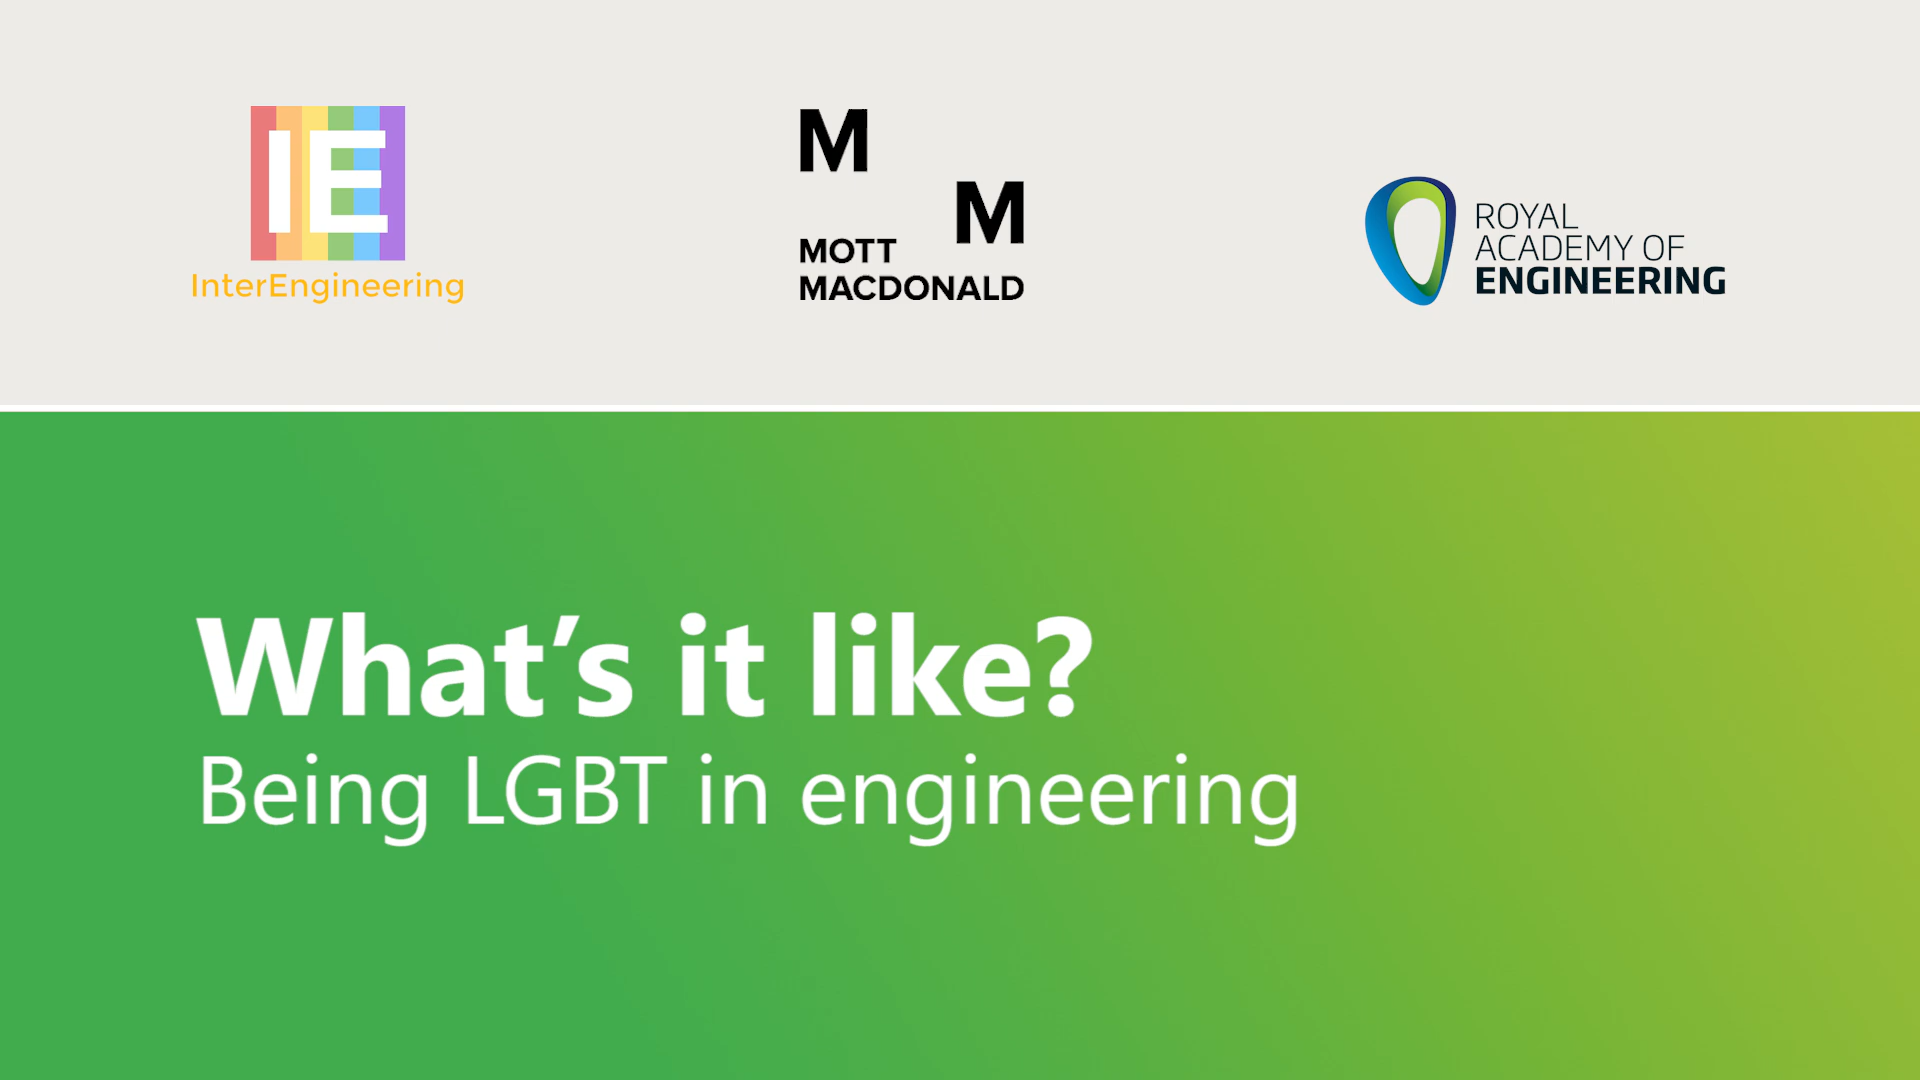 IE
InterEngineering
M
M
MOTT
MACDONALD
ROYAL
ACADEMY OF
ENGINEERING
What’s it like?
Being LGBT in engineering